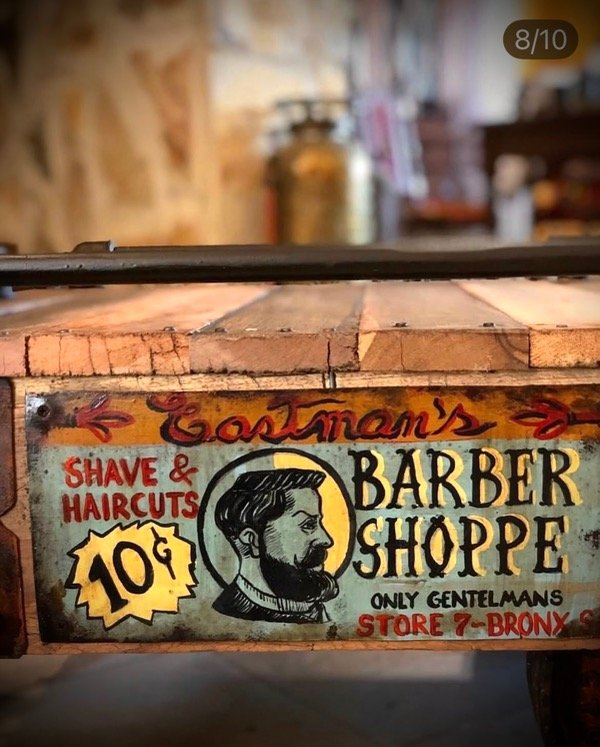 8/10
Eastman's
SHAVE &
HAIRCUTS
10¢
BARBER
SHOPPE
ONLY GENTELMANS
STORE 7-BRONX